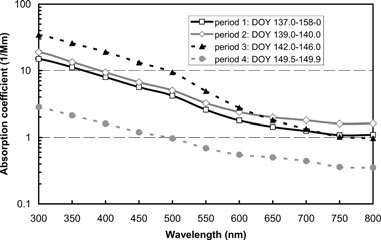 100
10
1
0.1
Absorption coefficient (1/Mm)
period 1: DOY 137.0-158-0
period 2: DOY 139.0-140.0
period 3: DOY 142.0-146.0
period 4: DOY 149.5-149.9
300 350 400 450 500 550 600 650 700 750 800
Wavelength (nm)